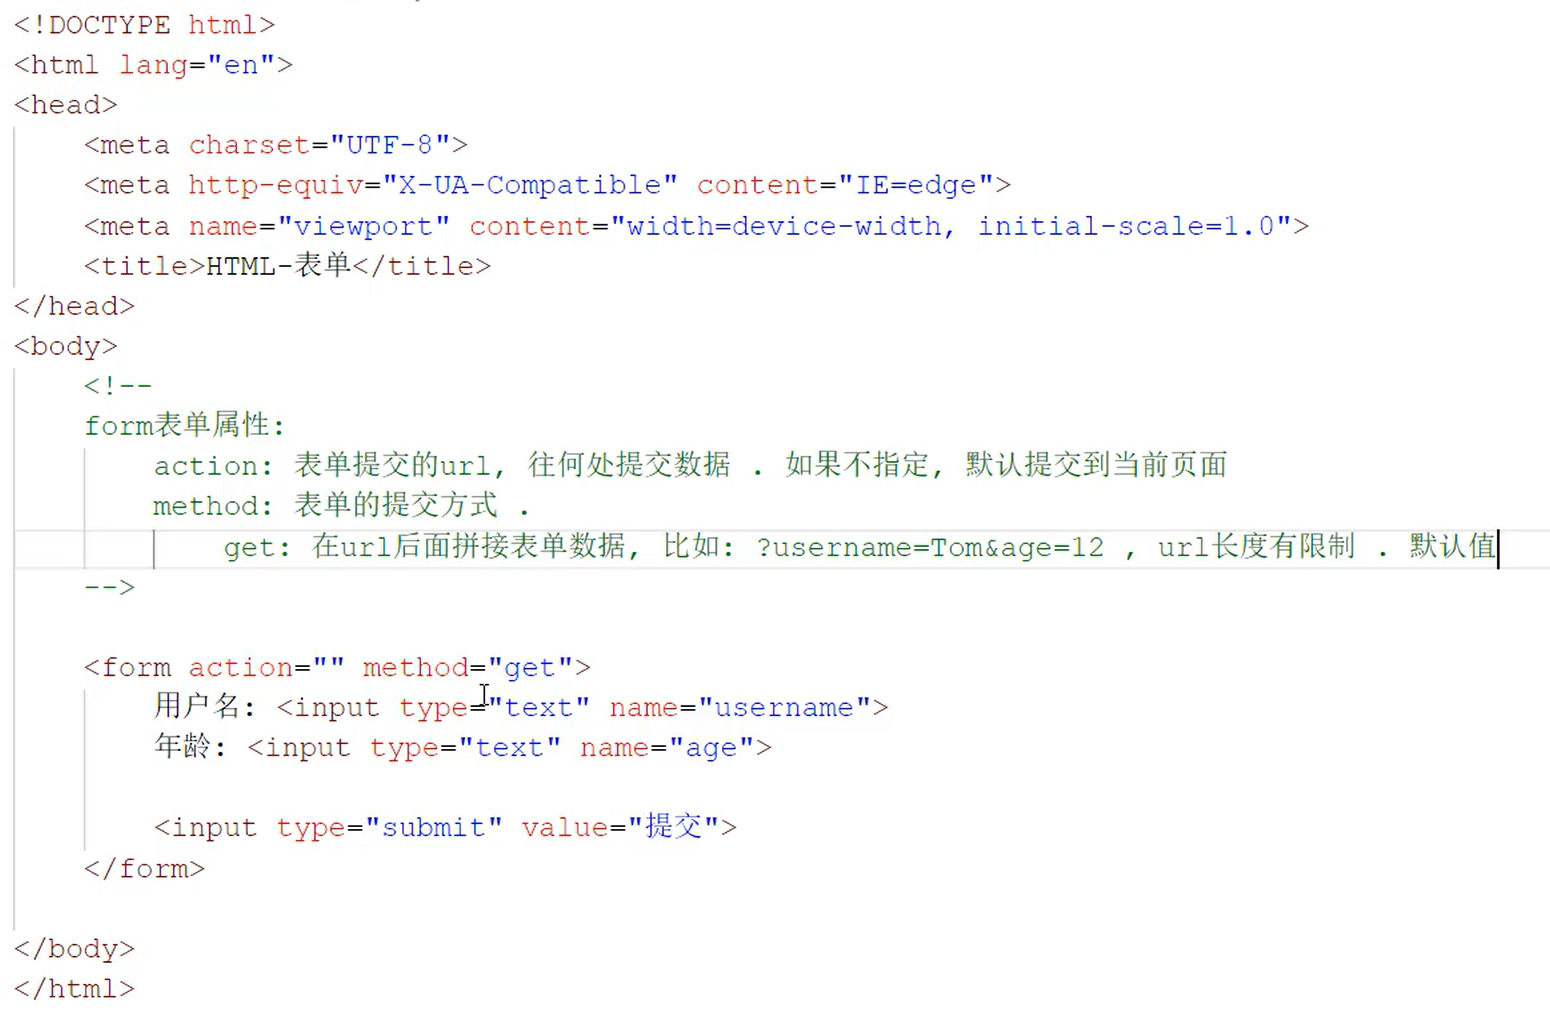 <!DOCTYPE html>
<html lang="en">
<head>
    <meta charset="UTF-8">
    <meta http-equiv="X-UA-Compatible" content="IE=edge">
    <meta name="viewport" content="width=device-width, initial-scale=1.0">
    <title>HTML-表单</title>
</head>
<body>
    <!--
    form表单属性:
        action: 表单提交的url, 往何处提交数据 . 如果不指定, 默认提交到当前页面
        method: 表单的提交方式 .
            get: 在url后面拼接表单数据, 比如: ?username=Tom&age=12 , url长度有限制 . 默认值
    -->
    <form action="" method="get">
        用户名: <input type="text" name="username">
        年龄: <input type="text" name="age">
        <input type="submit" value="提交">
    </form>
</body>
</html>